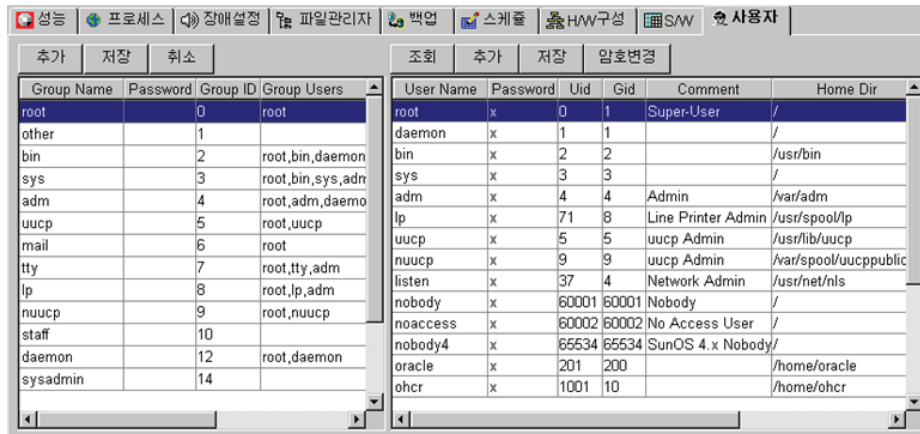 성능 프로세스 장애설정 파일관리자 백업 스케쥴 H/W구성 S/W 사용자
추가 저장 취소
Group Name Password Group ID Group Users
root 0 root
other 1
bin 2 root,bin,daemon
sys 3 root,bin,sys,adm
adm 4 root,adm,daemo
uucp 5 root,uucp
mail 6 root
tty 7 root,tty,adm
lp 8 root,lp,adm
nuucp 9 root,nuucp
staff 10
daemon 12 root,daemon
sysadmin 14
조회 추가 저장 암호변경
User Name Password Uid Gid Comment Home Dir
root x 0 1 Super-User /
daemon x 1 1 /
bin x 2 2 /usr/bin
sys x 3 3 /
adm x 4 4 Admin /var/adm
lp x 71 8 Line Printer Admin /usr/spool/lp
uucp x 5 5 uucp Admin /usr/lib/uucp
nuucp x 9 9 uucp Admin /var/spool/uucppublic
listen x 37 4 Network Admin /usr/net/nls
nobody x 60001 60001 Nobody /
noaccess x 60002 60002 No Access User /
nobody4 x 65534 65534 SunOS 4.x Nobody /
oracle x 201 200 /home/oracle
ohcr x 1001 10 /home/ohcr